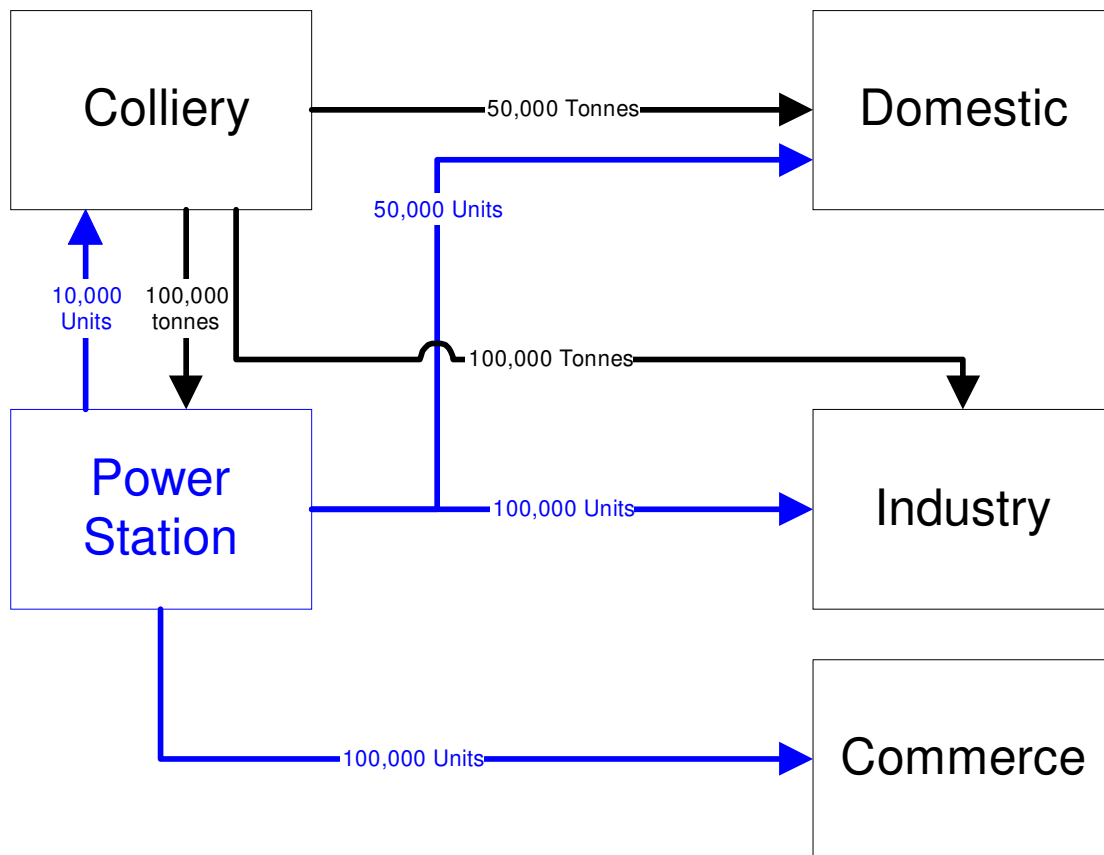 Colliery
50,000 Tonnes
Domestic
50,000 Units
10,000
Units
100,000
tonnes
100,000 Tonnes
Power
Station
100,000 Units
Industry
100,000 Units
Commerce